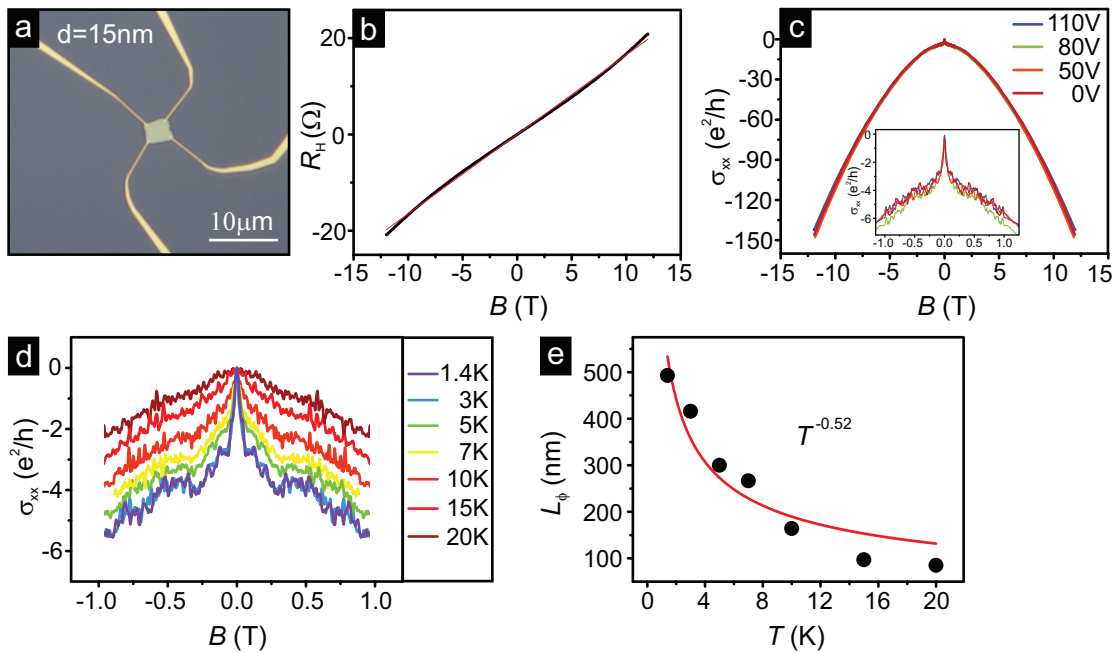 a
d=15nm
10μm
b
20
0
-20
R_H (Ω)
-15 -10 -5 0 5 10 15
B (T)
c
0
-30
-60
-90
-120
-150
σ_xx (e²/h)
110V
80V
50V
0V
0
-2
-4
-6
σ_xx (e²/h)
-1.0 -0.5 0.0 0.5 1.0
-15 -10 -5 0 5 10 15
B (T)
d
0
-2
-4
-6
σ_xx (e²/h)
-1.0 -0.5 0.0 0.5 1.0
B (T)
1.4K
3K
5K
7K
10K
15K
20K
e
500
400
300
200
100
L_ϕ (nm)
T^-0.52
0 4 8 12 16 20
T (K)